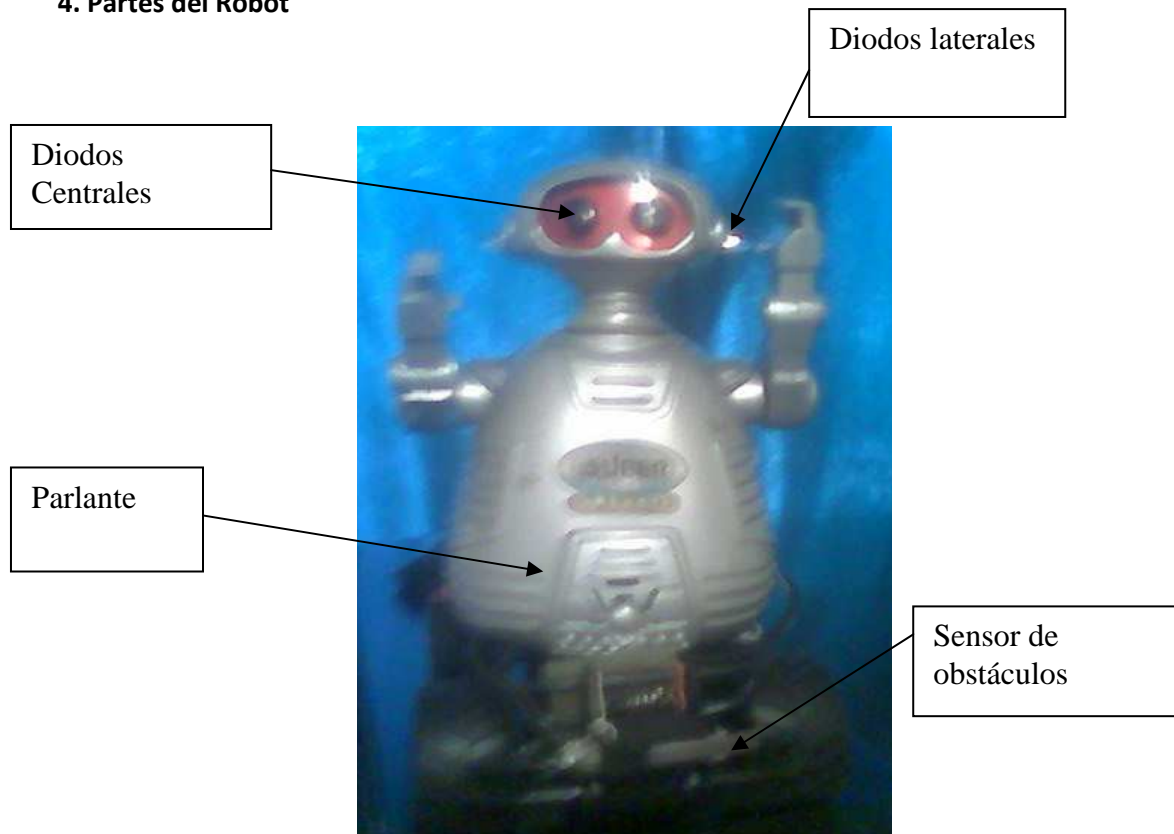 4. Partes del Robot
Diodos laterales
Diodos
Centrales
Parlante
Sensor de
obstáculos